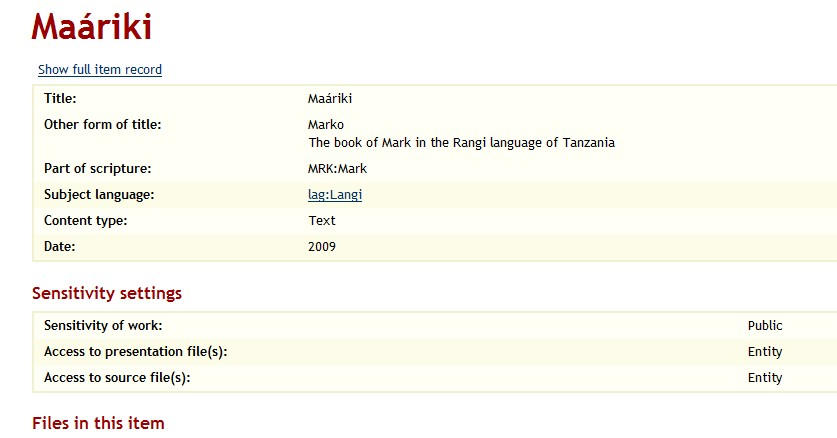 Maáriki
Show full item record
Title: Maáriki
Other form of title: Marko
The book of Mark in the Rangi language of Tanzania
Part of scripture: MRK:Mark
Subject language: lag:Langi
Content type: Text
Date: 2009
Sensitivity settings
Sensitivity of work: Public
Access to presentation file(s): Entity
Access to source file(s): Entity
Files in this item